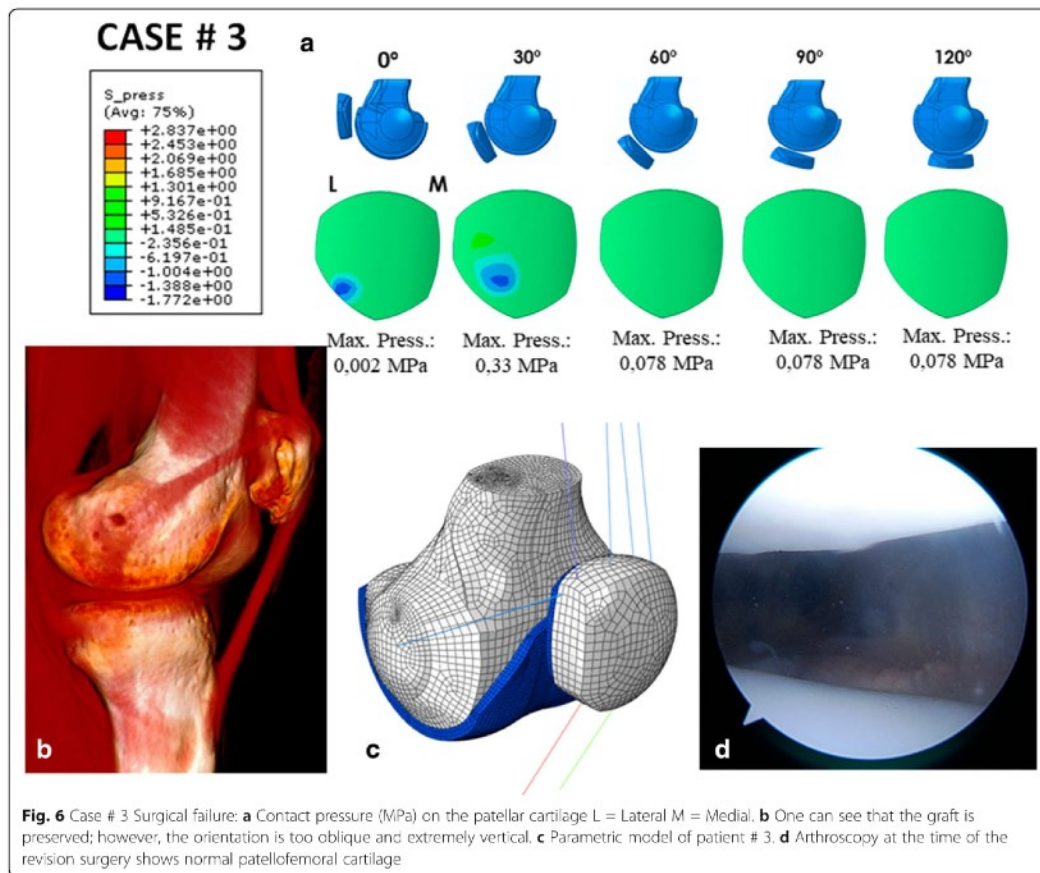 CASE # 3
a
0º 30º 60º 90º 120º
S_press
(Avg: 75%)
+2.837e+00
+2.453e+00
+2.069e+00
+1.685e+00
+1.301e+00
+9.167e-01
+5.326e-01
+1.485e-01
-2.356e-01
-6.197e-01
-1.004e+00
-1.388e+00
-1.772e+00
L M
Max. Press.: Max. Press.: Max. Press.: Max. Press.: Max. Press.:
0,002 MPa 0,33 MPa 0,078 MPa 0,078 MPa 0,078 MPa
b c d
Fig. 6 Case # 3 Surgical failure: a Contact pressure (MPa) on the patellar cartilage L = Lateral M = Medial. b One can see that the graft is
preserved; however, the orientation is too oblique and extremely vertical. c Parametric model of patient # 3. d Arthroscopy at the time of the
revision surgery shows normal patellofemoral cartilage